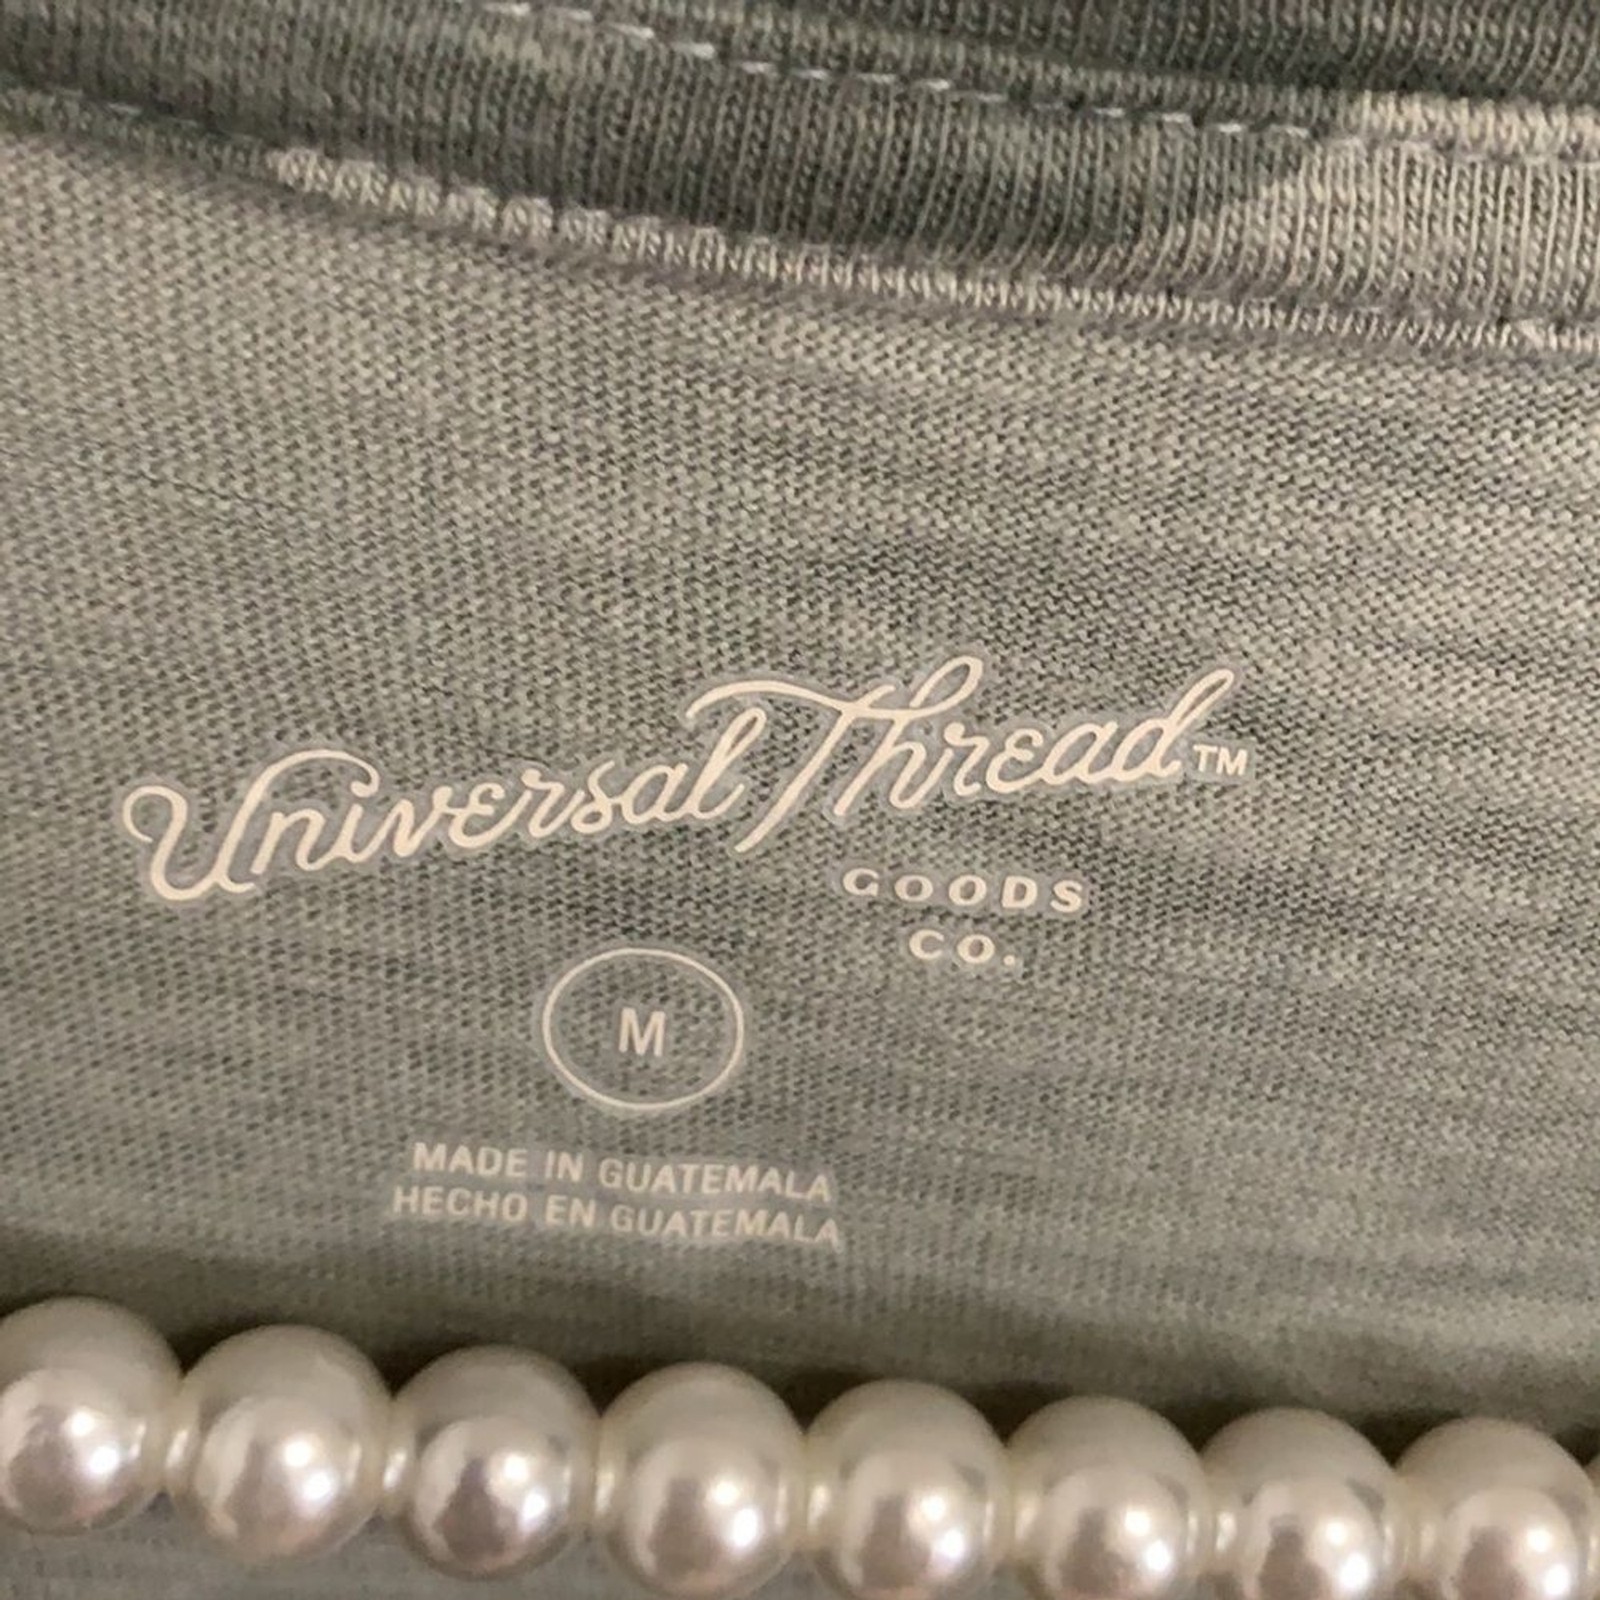 Universal Thread™
GOODS
CO.
M
MADE IN GUATEMALA
HECHO EN GUATEMALA